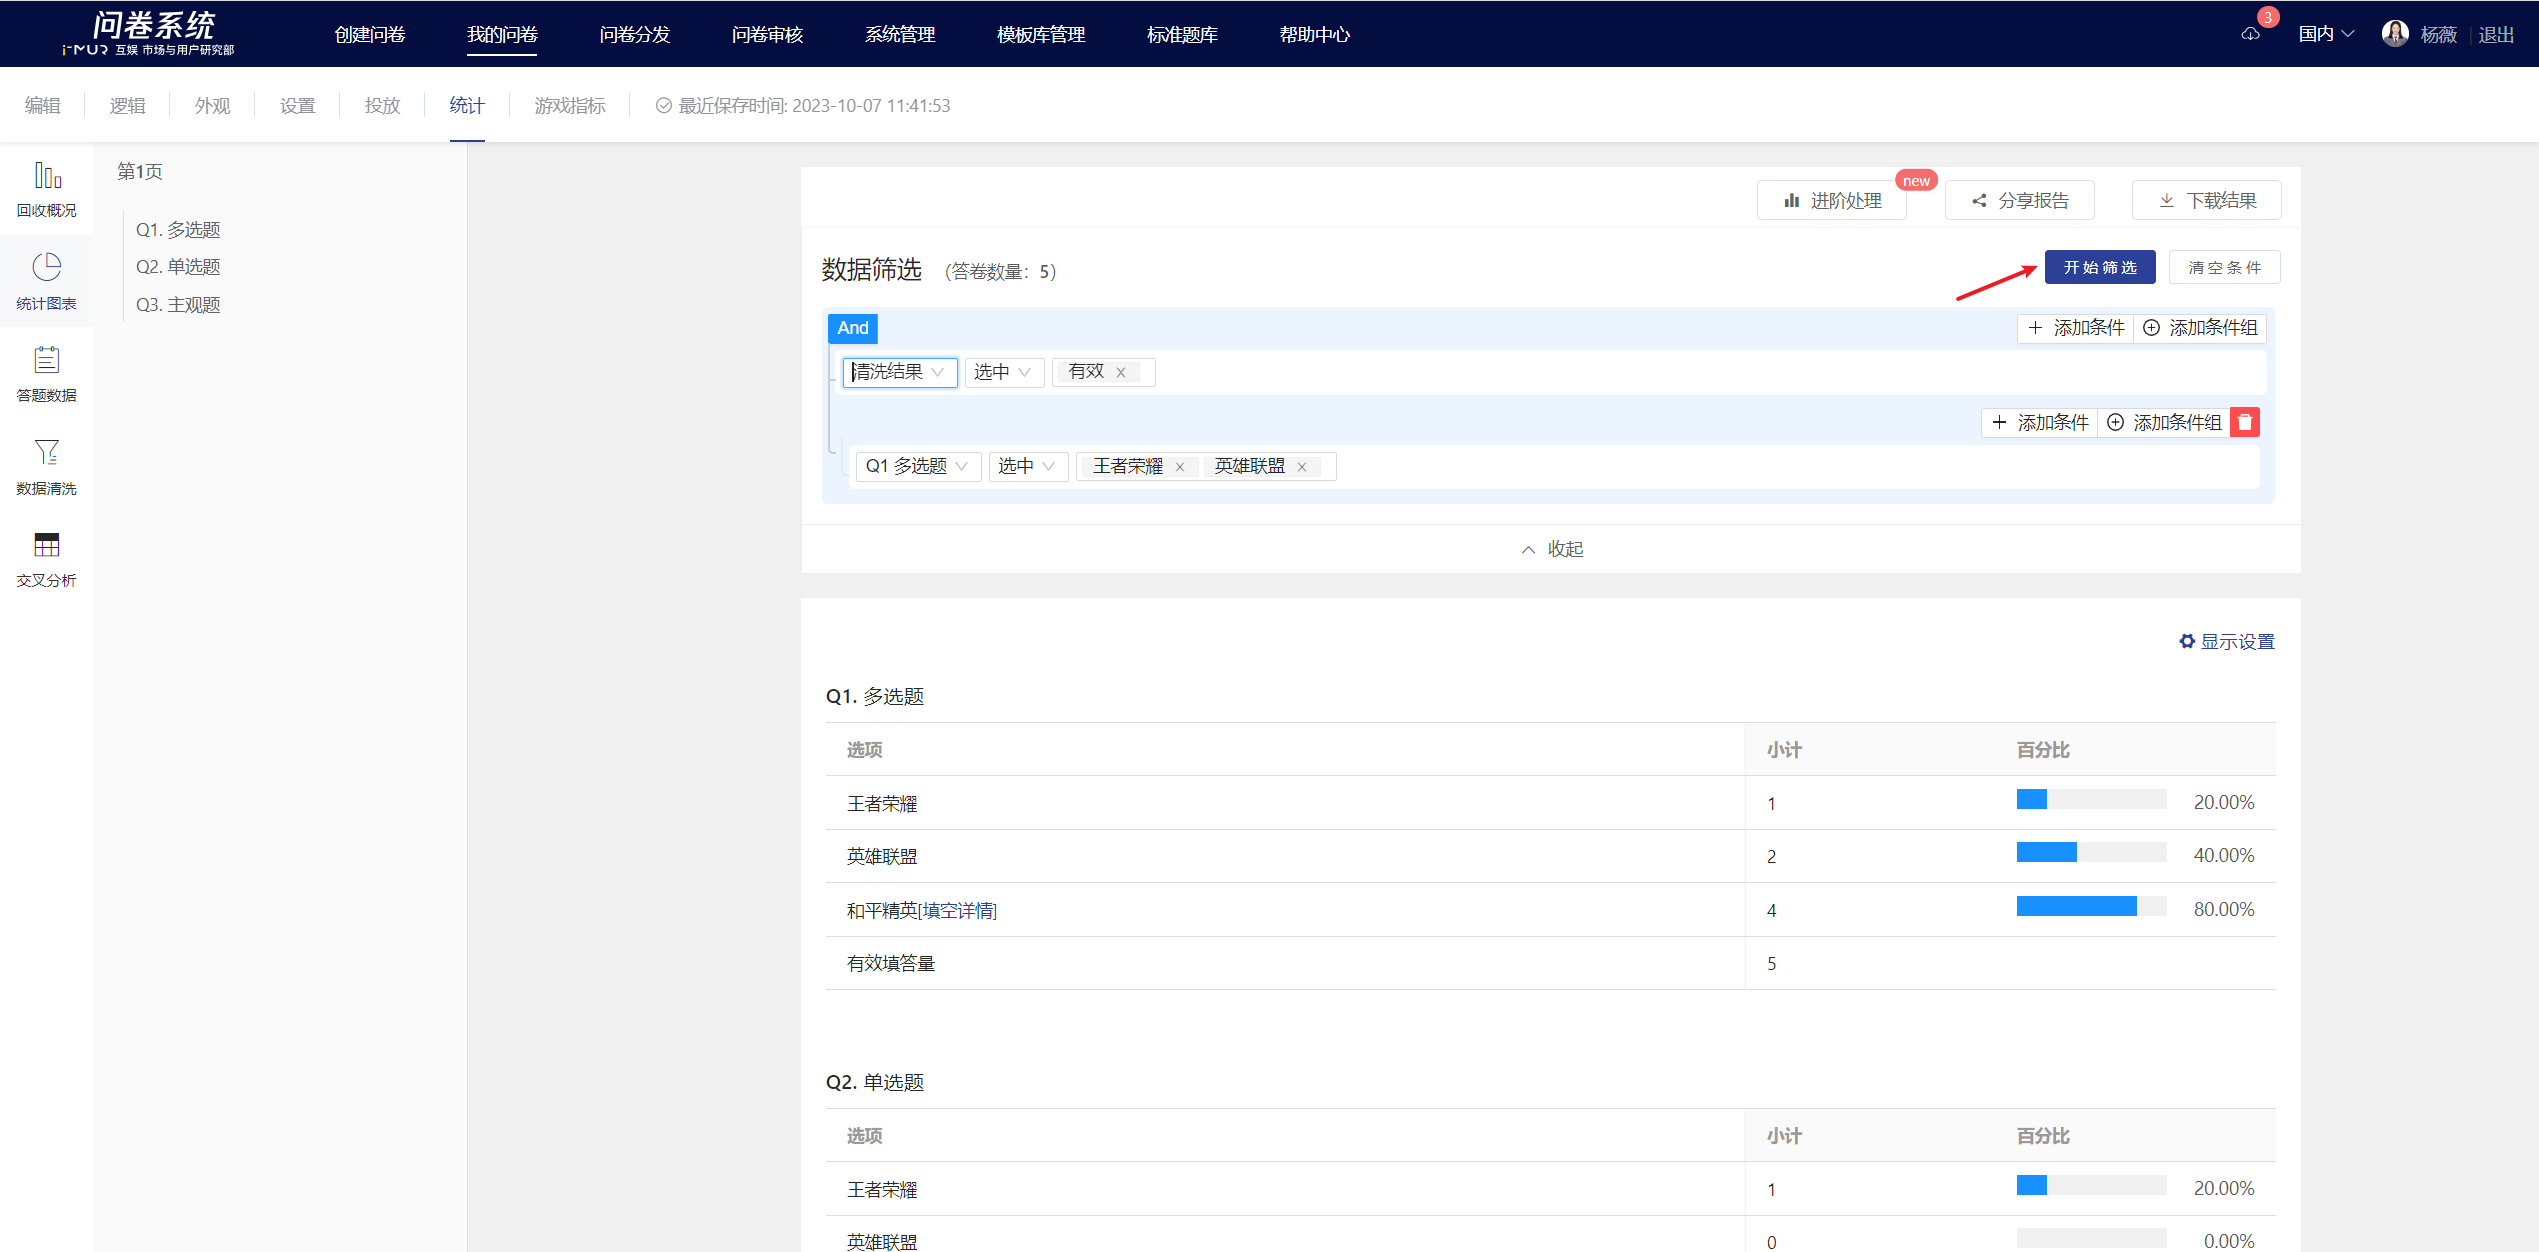 问卷系统
i-MUR 互娱 市场与用户研究部
创建问卷 我的问卷 问卷分发 问卷审核 系统管理 模板库管理 标准题库 帮助中心
3
国内 杨薇 退出
编辑 逻辑 外观 设置 投放 统计 游戏指标 最近保存时间: 2023-10-07 11:41:53
回收概况
统计图表
答题数据
数据清洗
交叉分析
第1页
Q1. 多选题
Q2. 单选题
Q3. 主观题
进阶处理 new 分享报告 下载结果
数据筛选 （答卷数量：5） 开始筛选 清空条件
And 添加条件 添加条件组
清洗结果 选中 有效 x
添加条件 添加条件组
Q1 多选题 选中 王者荣耀 x 英雄联盟 x
收起
显示设置
Q1. 多选题
选项 小计 百分比
王者荣耀 1 20.00%
英雄联盟 2 40.00%
和平精英[填空详情] 4 80.00%
有效填答量 5
Q2. 单选题
选项 小计 百分比
王者荣耀 1 20.00%
英雄联盟 0 0.00%